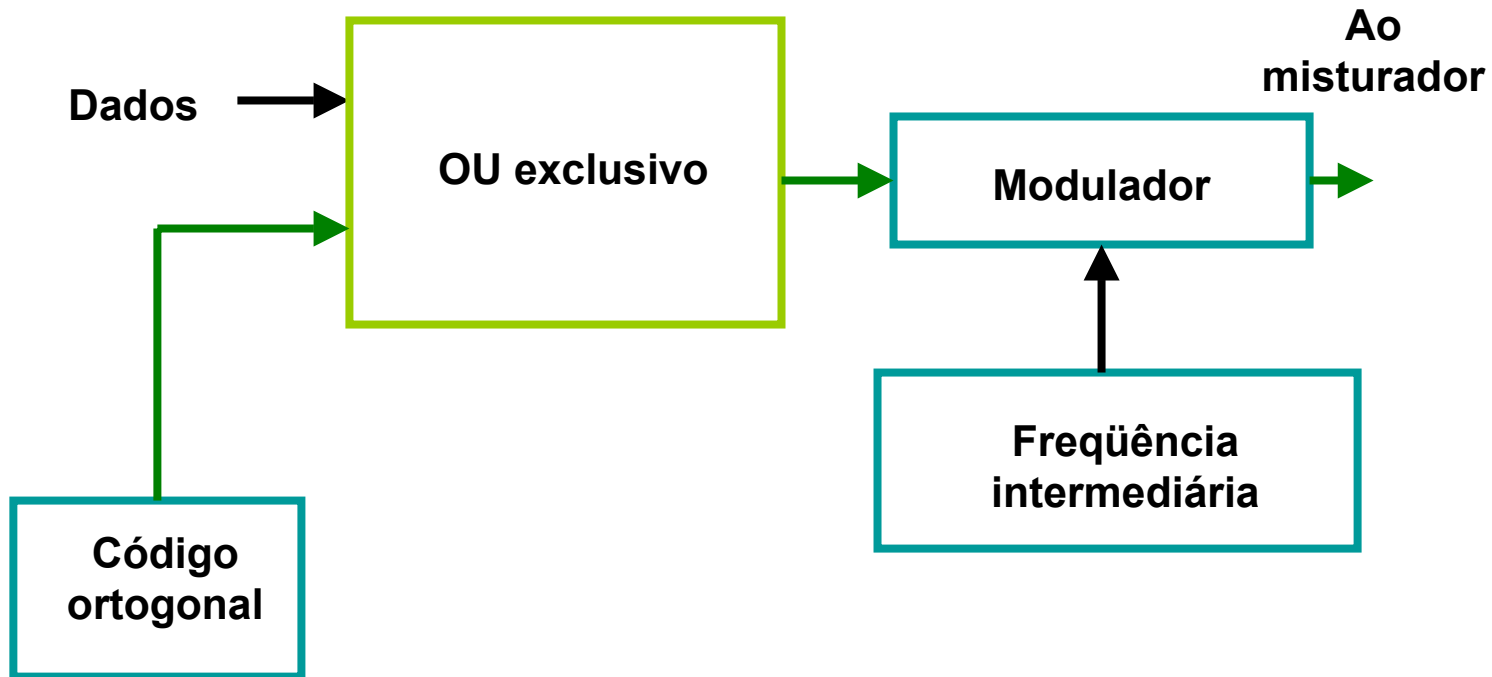 Ao
misturador
Dados
OU exclusivo
Modulador
Freqüência
intermediária
Código
ortogonal